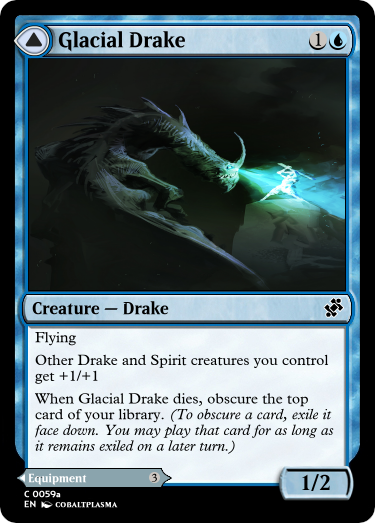 Glacial Drake
1
Creature — Drake
Flying
Other Drake and Spirit creatures you control
get +1/+1
When Glacial Drake dies, obscure the top
card of your library. (To obscure a card, exile it
face down. You may play that card for as long as
it remains exiled on a later turn.)
Equipment 3
1/2
C 0059a
EN COBALTPLASMA